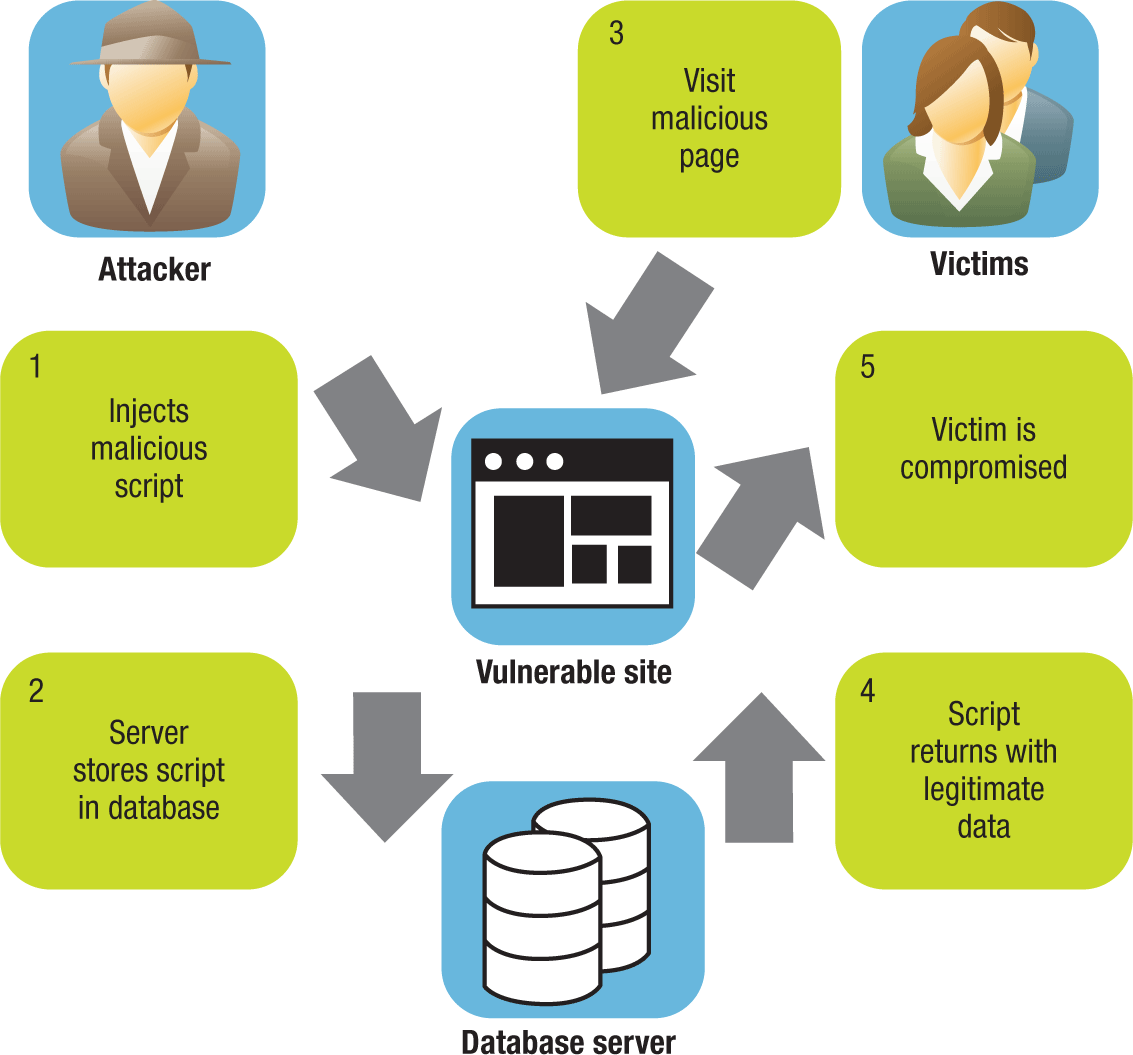 3
Visit
malicious
page
Attacker
Victims
1
Injects
malicious
script
5
Victim is
compromised
Vulnerable site
2
Server
stores script
in database
4
Script
returns with
legitimate
data
Database server